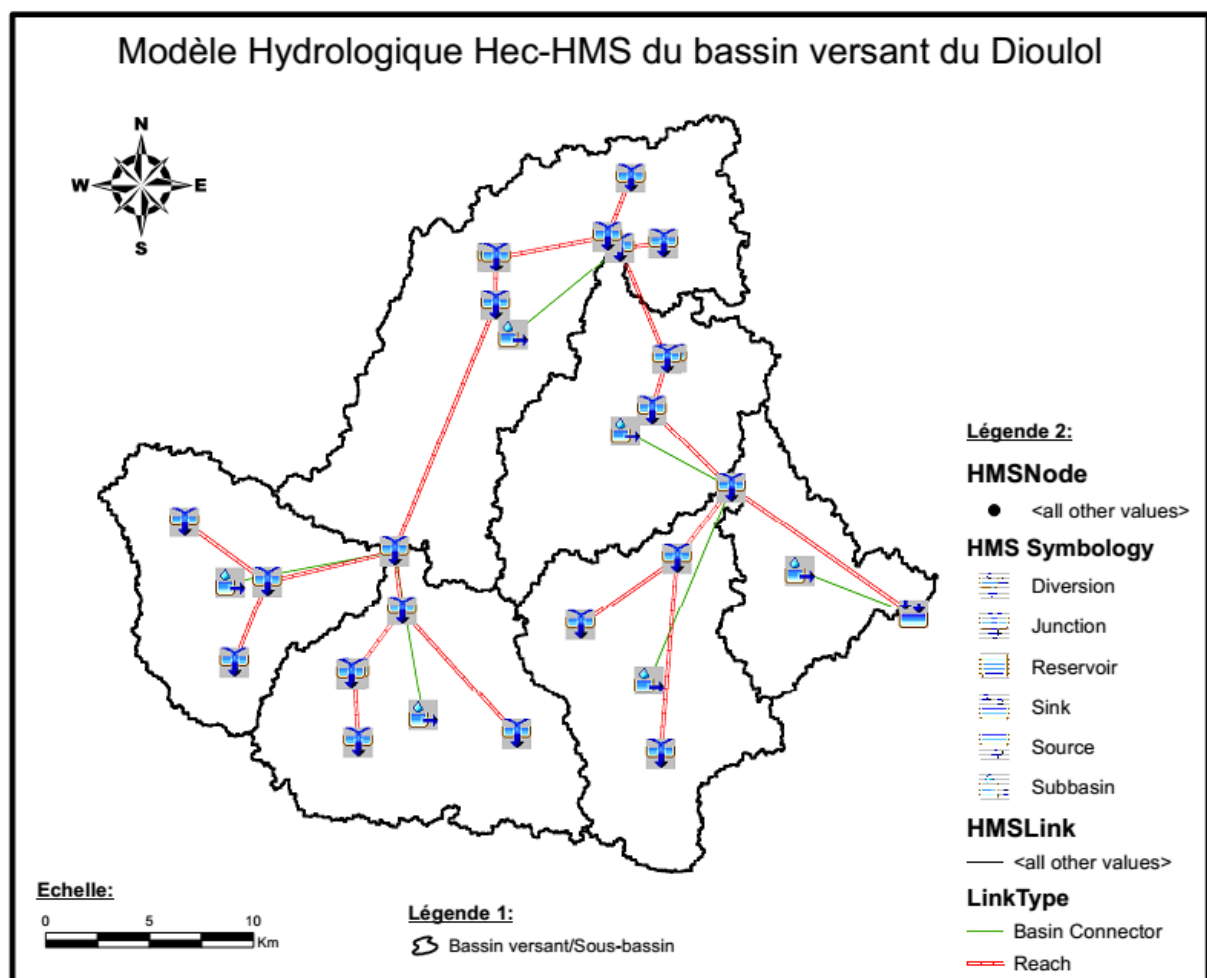 Modèle Hydrologique Hec-HMS du bassin versant du Dioulol
N
W E
S
Légende 2:
HMSNode
<all other values>
HMS Symbology
Diversion
Junction
Reservoir
Sink
Source
Subbasin
HMSLink
<all other values>
LinkType
Basin Connector
Reach
Echelle:
0 5 10
Km
Légende 1:
Bassin versant/Sous-bassin